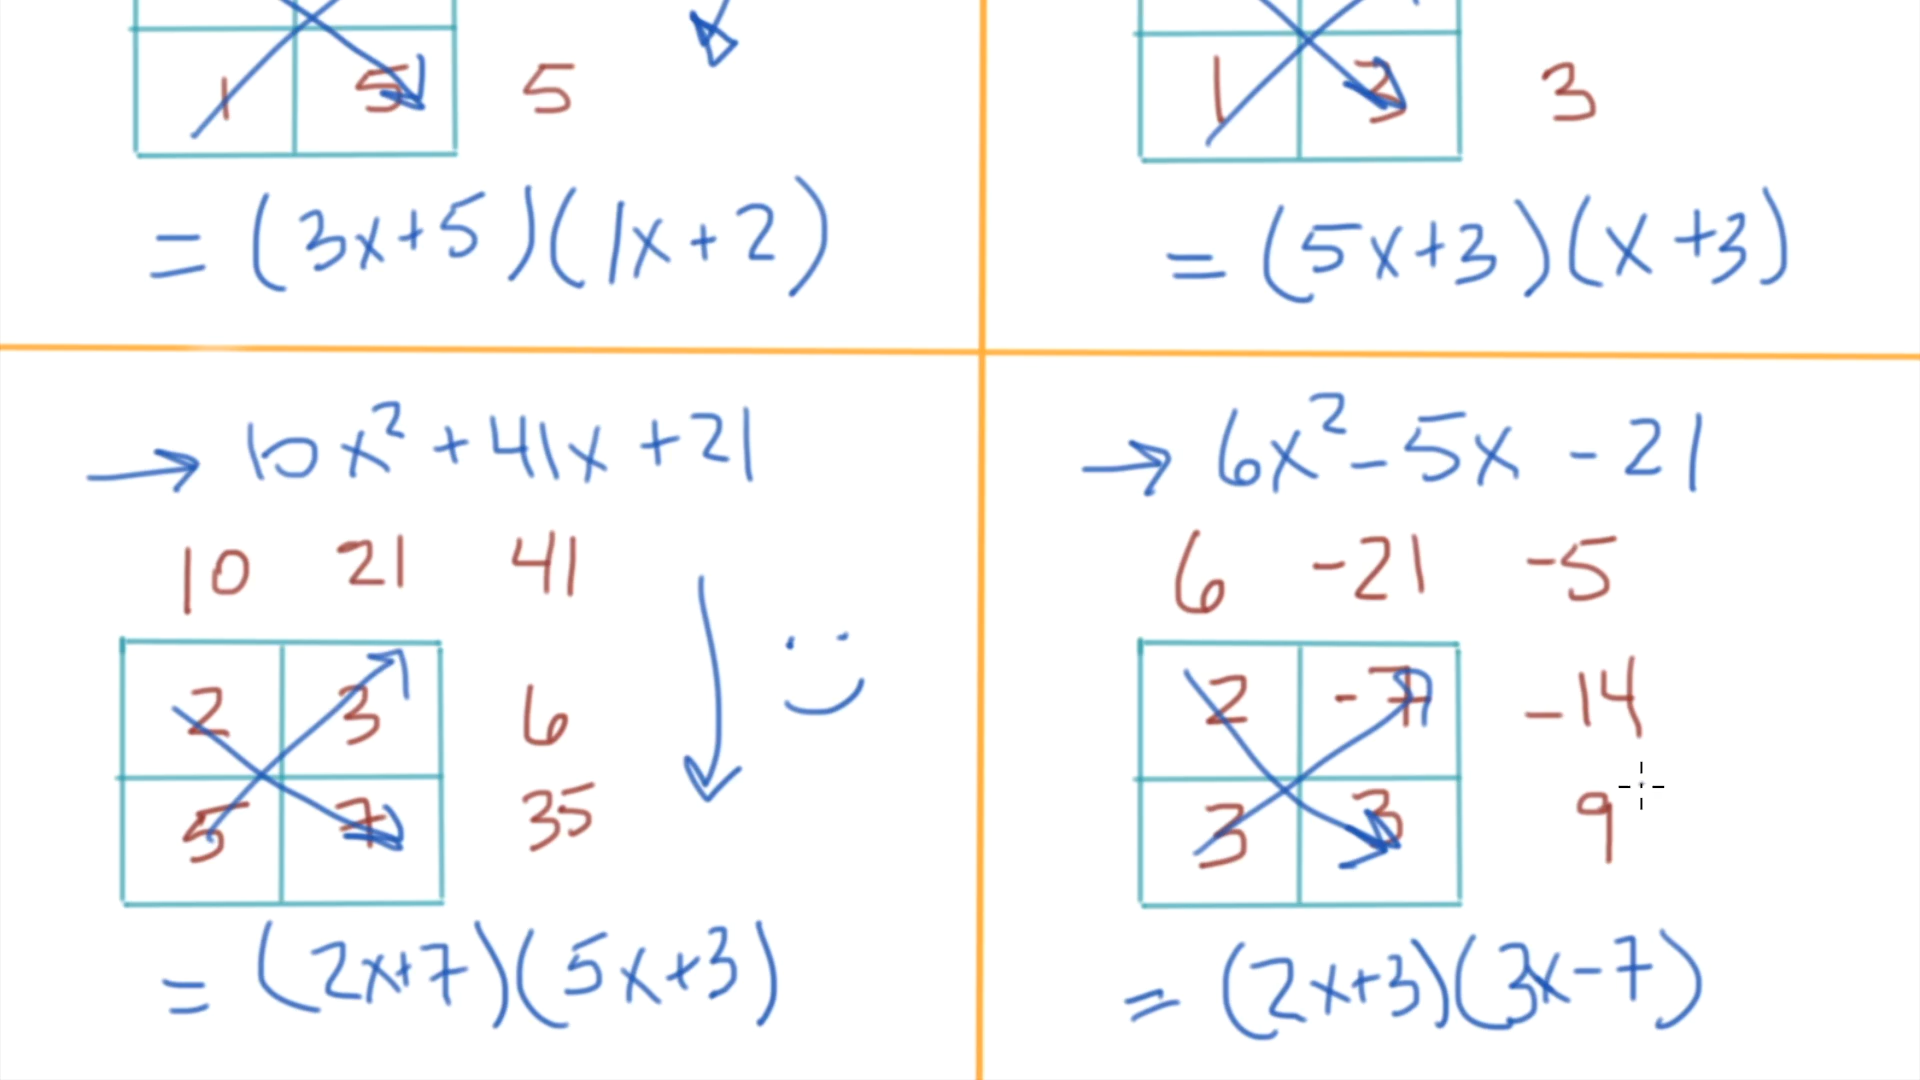 1 5 5
= (3x+5)(1x+2)
1 3 3
= (5x+3)(x+3)
→ 10x² + 41x + 21
10 21 41
2 3 6
5 7 35
= (2x+7)(5x+3)
→ 6x² - 5x - 21
6 -21 -5
2 -7 -14
3 3 9
= (2x+3)(3x-7)